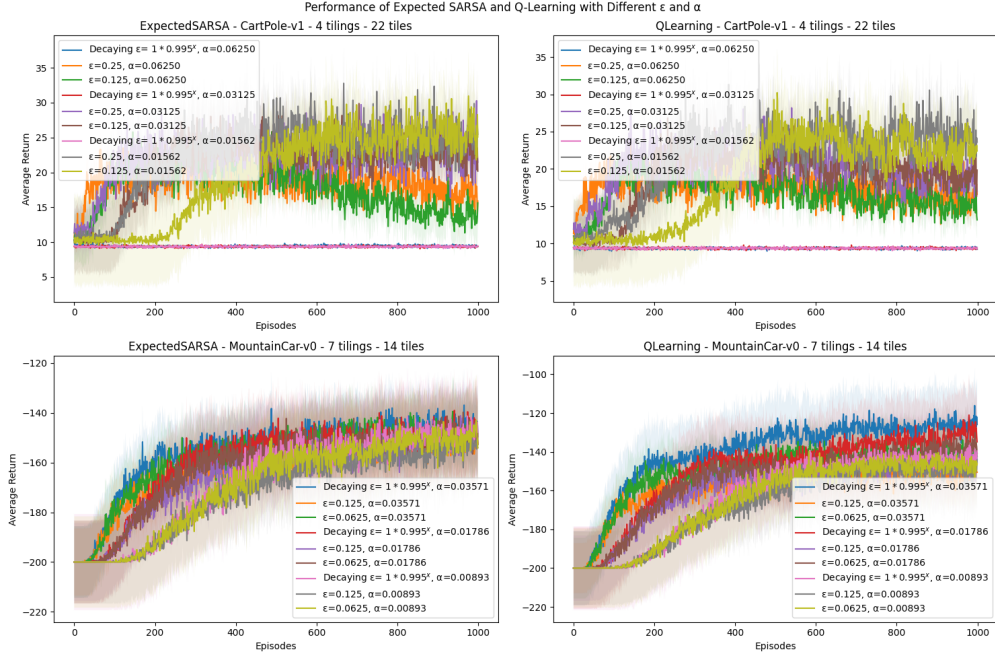 Performance of Expected SARSA and Q-Learning with Different ε and α
ExpectedSARSA - CartPole-v1 - 4 tilings - 22 tiles
Average Return
35
30
25
20
15
10
5
Decaying ε= 1 * 0.995ˣ, α=0.06250
ε=0.25, α=0.06250
ε=0.125, α=0.06250
Decaying ε= 1 * 0.995ˣ, α=0.03125
ε=0.25, α=0.03125
ε=0.125, α=0.03125
Decaying ε= 1 * 0.995ˣ, α=0.01562
ε=0.25, α=0.01562
ε=0.125, α=0.01562
0 200 400 600 800 1000
Episodes
QLearning - CartPole-v1 - 4 tilings - 22 tiles
Average Return
35
30
25
20
15
10
5
Decaying ε= 1 * 0.995ˣ, α=0.06250
ε=0.25, α=0.06250
ε=0.125, α=0.06250
Decaying ε= 1 * 0.995ˣ, α=0.03125
ε=0.25, α=0.03125
ε=0.125, α=0.03125
Decaying ε= 1 * 0.995ˣ, α=0.01562
ε=0.25, α=0.01562
ε=0.125, α=0.01562
0 200 400 600 800 1000
Episodes
ExpectedSARSA - MountainCar-v0 - 7 tilings - 14 tiles
Average Return
−120
−140
−160
−180
−200
−220
Decaying ε= 1 * 0.995ˣ, α=0.03571
ε=0.125, α=0.03571
ε=0.0625, α=0.03571
Decaying ε= 1 * 0.995ˣ, α=0.01786
ε=0.125, α=0.01786
ε=0.0625, α=0.01786
Decaying ε= 1 * 0.995ˣ, α=0.00893
ε=0.125, α=0.00893
ε=0.0625, α=0.00893
0 200 400 600 800 1000
Episodes
QLearning - MountainCar-v0 - 7 tilings - 14 tiles
Average Return
−100
−120
−140
−160
−180
−200
−220
Decaying ε= 1 * 0.995ˣ, α=0.03571
ε=0.125, α=0.03571
ε=0.0625, α=0.03571
Decaying ε= 1 * 0.995ˣ, α=0.01786
ε=0.125, α=0.01786
ε=0.0625, α=0.01786
Decaying ε= 1 * 0.995ˣ, α=0.00893
ε=0.125, α=0.00893
ε=0.0625, α=0.00893
0 200 400 600 800 1000
Episodes